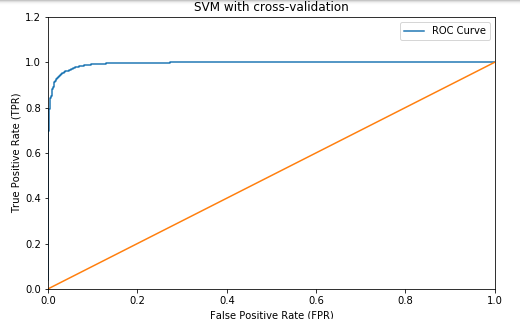 SVM with cross-validation
ROC Curve
True Positive Rate (TPR)
1.2
1.0
0.8
0.6
0.4
0.2
0.0
0.0 0.2 0.4 0.6 0.8 1.0
False Positive Rate (FPR)